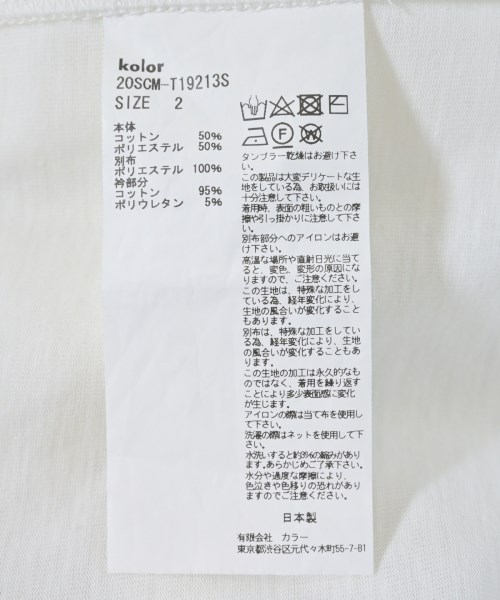 kolor
20SCM-T19213S
SIZE 2
本体
コットン 50%
ポリエステル 50%
別布
ポリエステル 100%
衿部分
コットン 95%
ポリウレタン 5%
F W
タンブラー乾燥はお避け下さ
い。
この製品は大変デリケートな生
地をしている為、お取扱いには
十分注意して下さい。
着用時、表面の粗いものとの摩
擦や引っ掛かりに注意して下さ
い。
別布部分へのアイロンはお避
け下さい。
高温な場所や直射日光に当て
ると、変色、変形の原因にな
りますので、ご注意ください。
この生地は、特殊な加工をし
ている為、経年変化により、
生地の風合いが変化すること
もあります。
別布は、特殊な加工をしてい
る為、経年変化により、生地
の風合いが変化することもあ
ります。
この生地の加工は永久的なも
のではなく、着用を繰り返す
ことにより多少表面感に変化
が生じます。
アイロンの際は当て布を使用し
て下さい。
洗濯の際はネットを使用して下
さい。
水洗いすると約3%の縮みがあり
ます。あらかじめご了承下さい。
水分や過度な摩擦により、
色泣きや色移りの恐れがあり
ますのでご注意ください。
日本製
有限会社 カラー
東京都渋谷区元代々木町55-7-B1